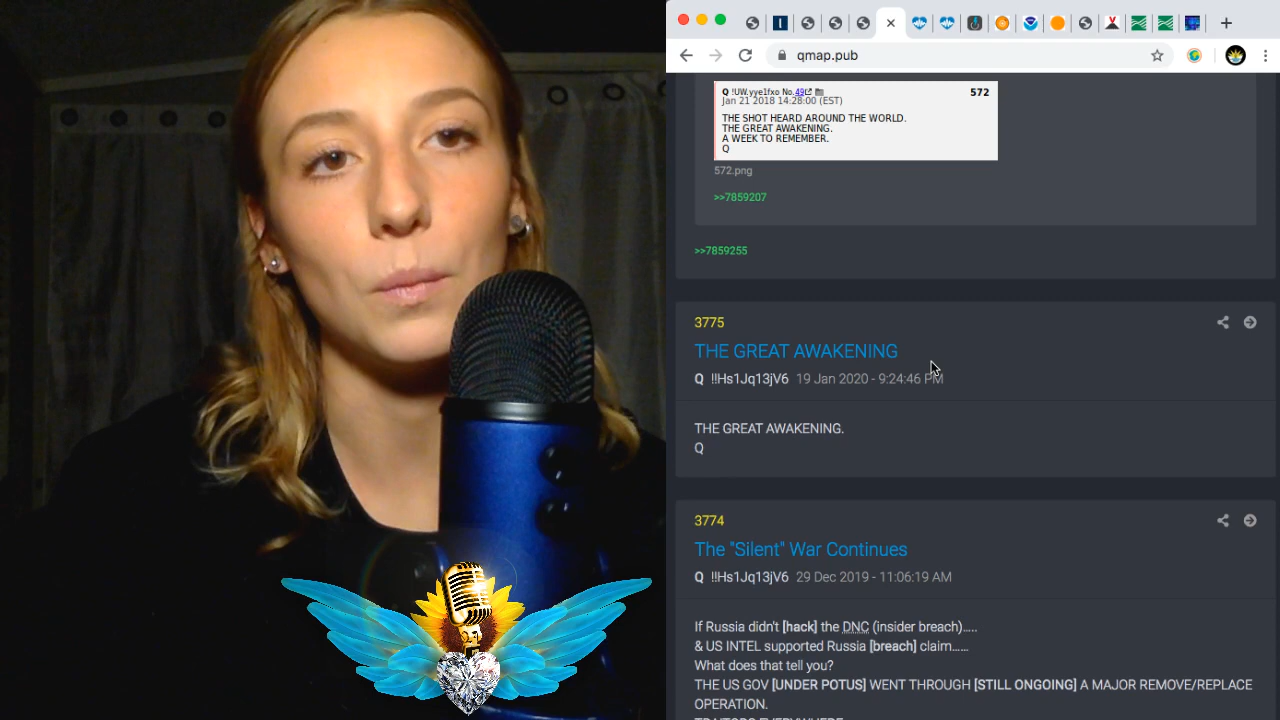 qmap.pub
Q !UW.yye1fxo No.49
572
Jan 21 2018 14:28:00 (EST)
THE SHOT HEARD AROUND THE WORLD.
THE GREAT AWAKENING.
A WEEK TO REMEMBER.
Q
572.png
>>7859207
>>7859255
3775
THE GREAT AWAKENING
Q !!Hs1Jq13jV6 19 Jan 2020 - 9:24:46 PM
THE GREAT AWAKENING.
Q
3774
The "Silent" War Continues
Q !!Hs1Jq13jV6 29 Dec 2019 - 11:06:19 AM
If Russia didn't [hack] the DNC (insider breach).....
& US INTEL supported Russia [breach] claim......
What does that tell you?
THE US GOV [UNDER POTUS] WENT THROUGH [STILL ONGOING] A MAJOR REMOVE/REPLACE
OPERATION.
TRAITORS EVERYWHERE